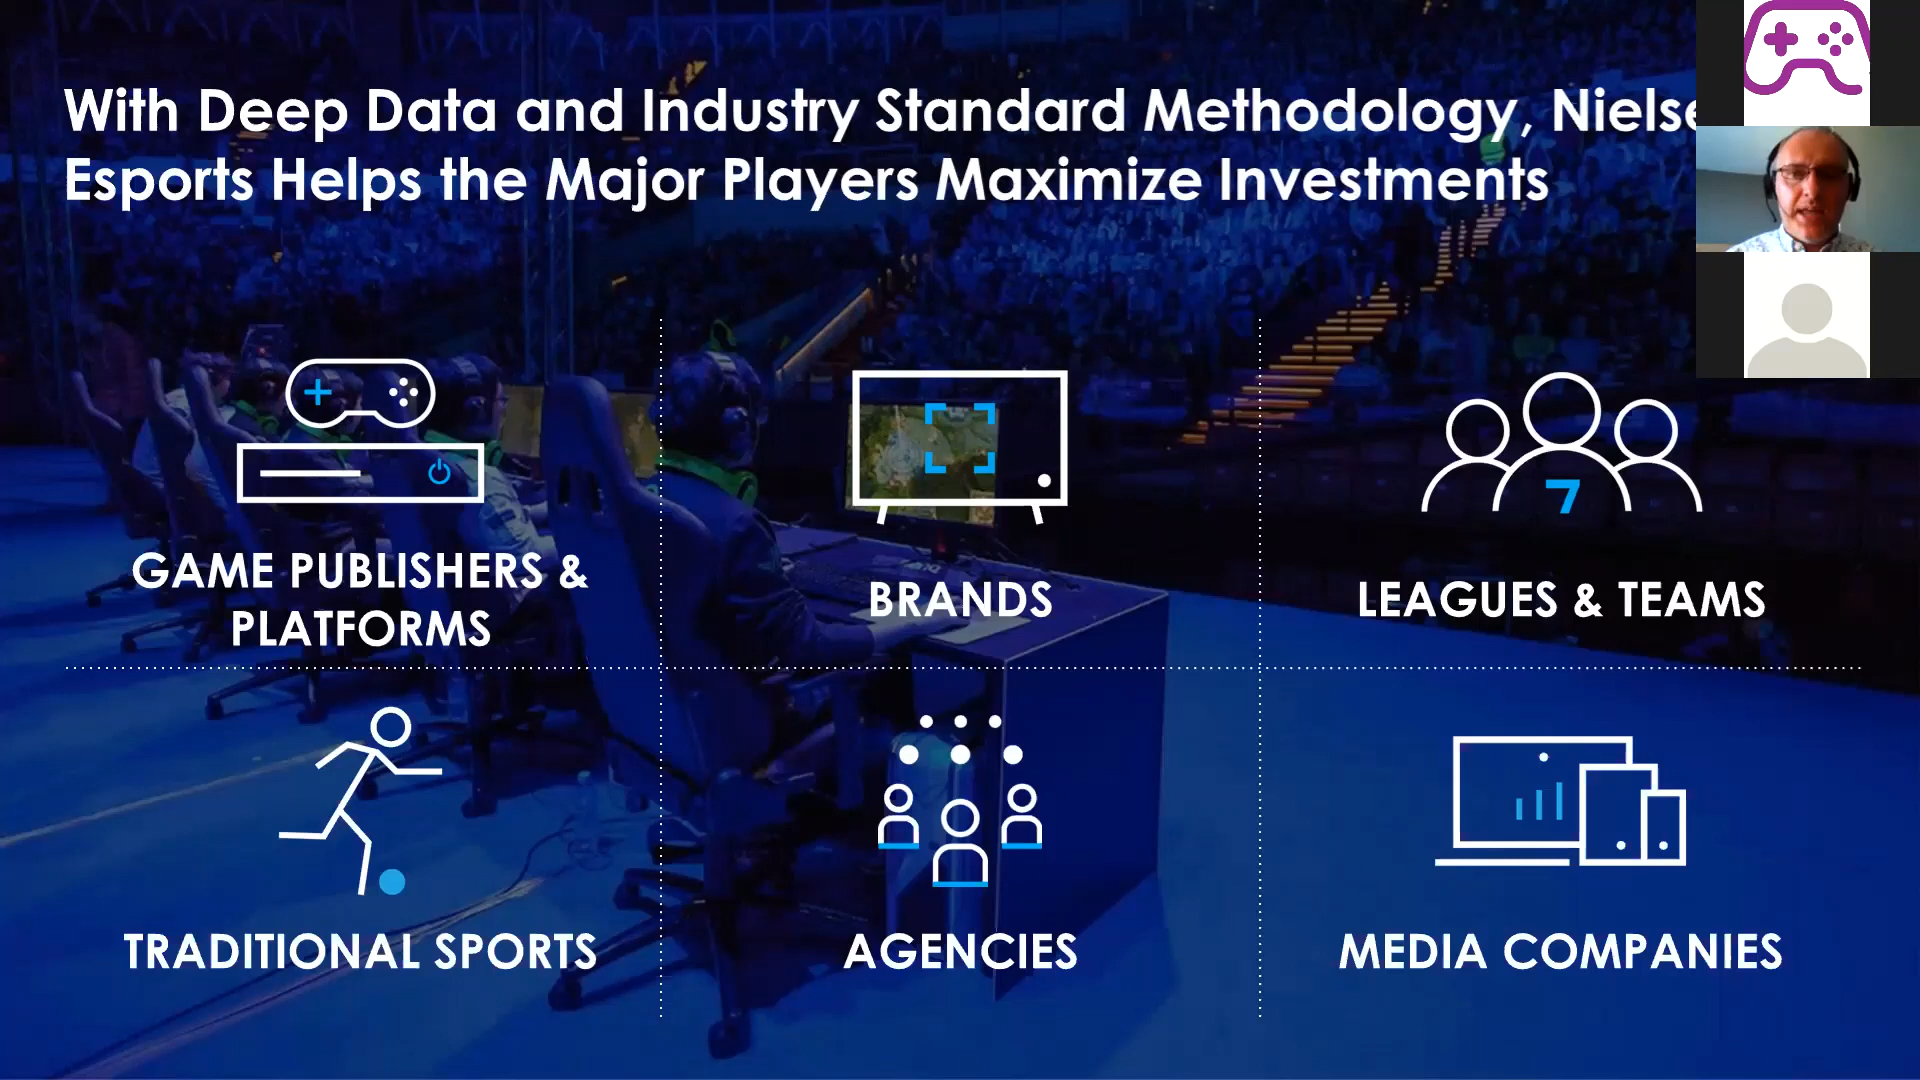 With Deep Data and Industry Standard Methodology, Nielse
Esports Helps the Major Players Maximize Investments
7
GAME PUBLISHERS &
PLATFORMS
BRANDS
LEAGUES & TEAMS
TRADITIONAL SPORTS
AGENCIES
MEDIA COMPANIES